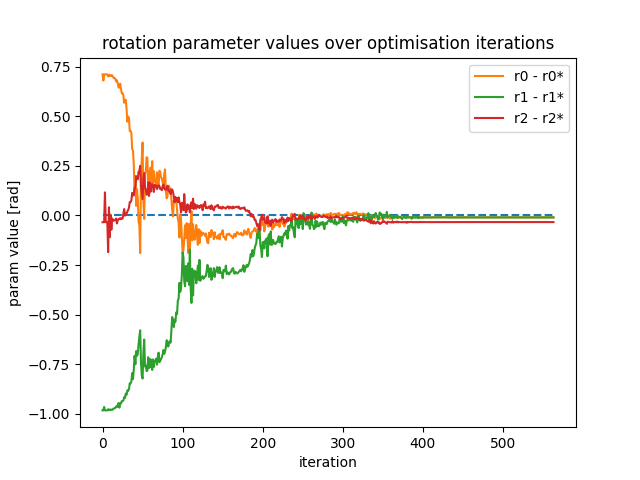 rotation parameter values over optimisation iterations
r0 - r0*
r1 - r1*
r2 - r2*
param value [rad]
0.75
0.50
0.25
0.00
−0.25
−0.50
−0.75
−1.00
0 100 200 300 400 500
iteration